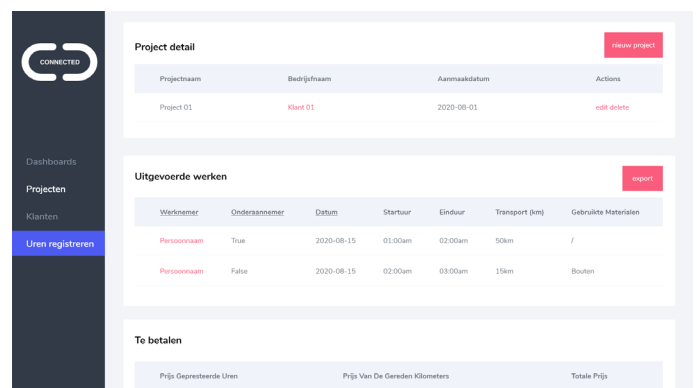 CONNECTED
Dashboards
Projecten
Klanten
Uren registreren
Project detail
nieuw project
Projectnaam Bedrijfsnaam Aanmaakdatum Actions
Project 01 Klant 01 2020-08-01 edit delete
Uitgevoerde werken
export
Werknemer Onderaannemer Datum Startuur Einduur Transport (km) Gebruikte Materialen
Persoonnaam True 2020-08-15 01:00am 02:00am 50km /
Persoonnaam False 2020-08-15 02:00am 03:00am 15km Bouten
Te betalen
Prijs Gepresteerde Uren Prijs Van De Gereden Kilometers Totale Prijs